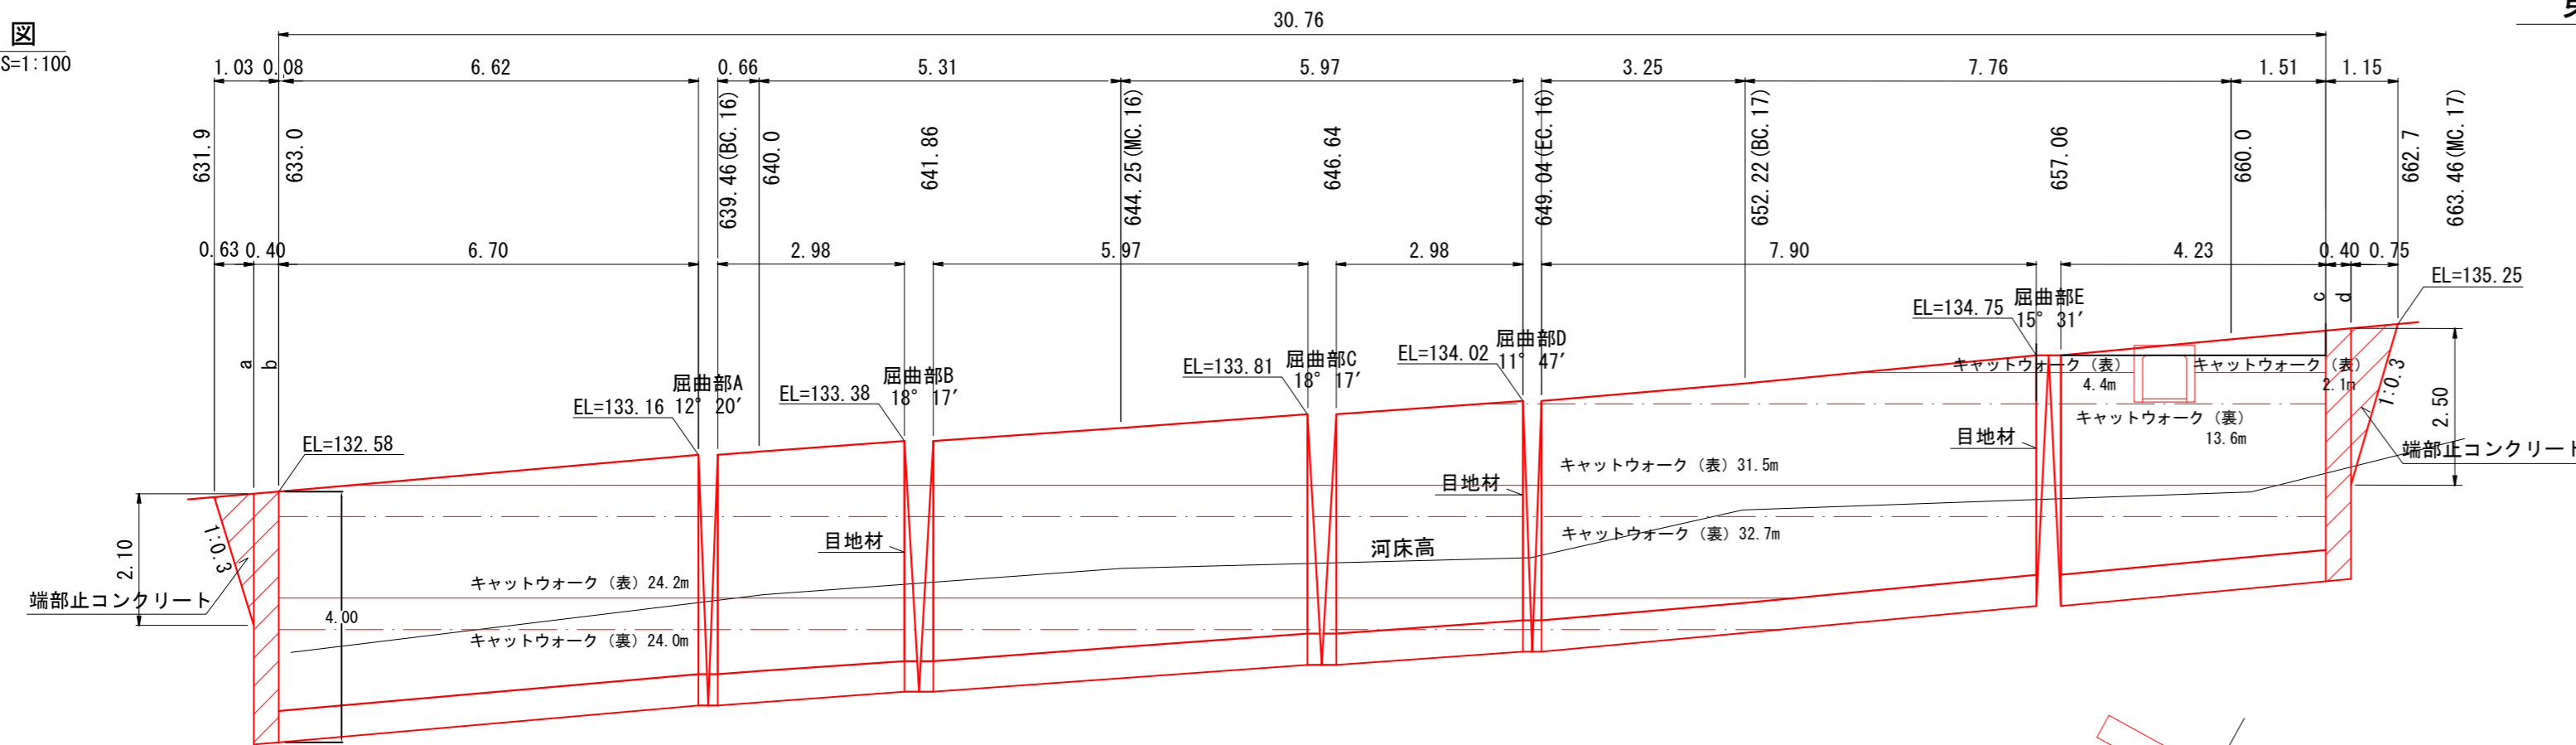 図
S=1:100
30.76
1.03 0.08 6.62 0.66 5.31 5.97 3.25 7.76 1.51 1.15
631.9
633.0
639.46(BC.16)
640.0
641.86
644.25(MC.16)
646.64
649.04(EC.16)
652.22(BC.17)
657.06
660.0
662.7
663.46(MC.17)
0.63 0.40 6.70 2.98 5.97 2.98 7.90 4.23 0.40 0.75
a
b
c
d
EL=132.58
EL=133.16
屈曲部A
12° 20′
EL=133.38
屈曲部B
18° 17′
EL=133.81
屈曲部C
18° 17′
EL=134.02
屈曲部D
11° 47′
EL=134.75
屈曲部E
15° 31′
EL=135.25
キャットウォーク（表）
4.4m
キャットウォーク（表）
2.1m
キャットウォーク（裏）
13.6m
1:0.3
2.50
端部止コンクリート
目地材
キャットウォーク（表）31.5m
目地材
キャットウォーク（裏）32.7m
目地材
河床高
キャットウォーク（表）24.2m
キャットウォーク（裏）24.0m
2.10
1:0.3
端部止コンクリート
4.00